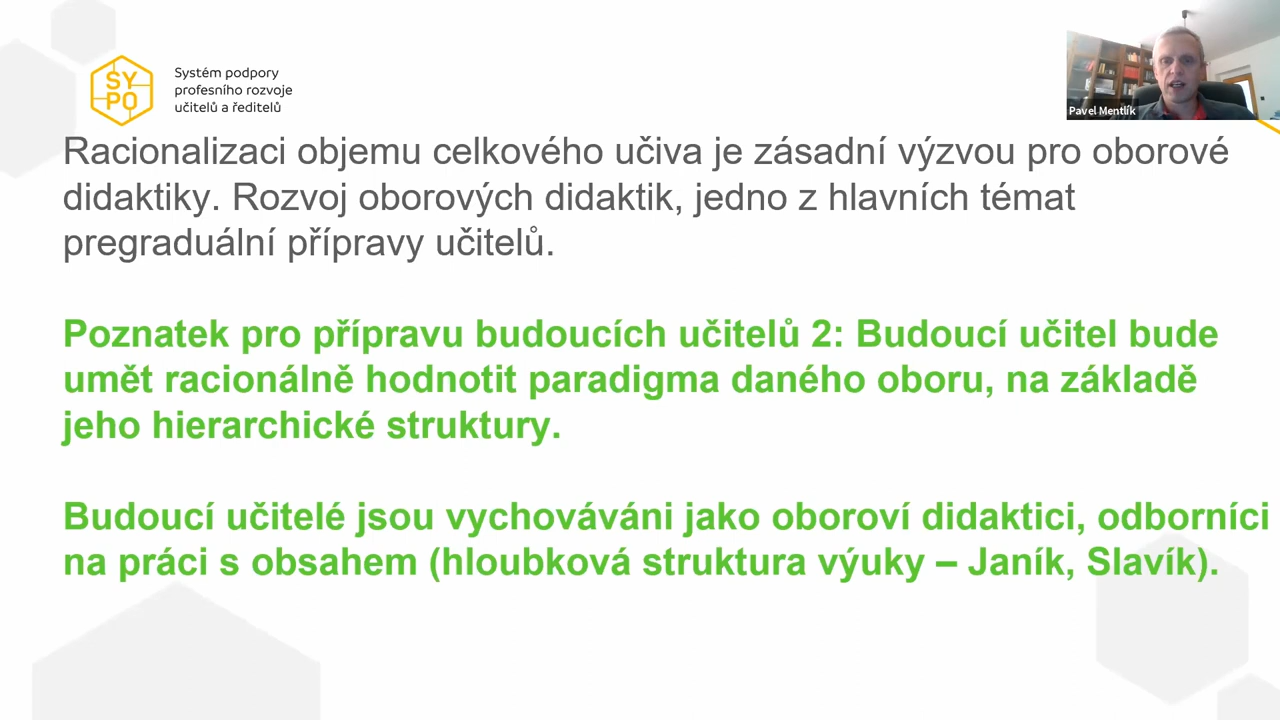 SYPO
Systém podpory
profesního rozvoje
učitelů a ředitelů
Pavel Mentlík
Racionalizaci objemu celkového učiva je zásadní výzvou pro oborové
didaktiky. Rozvoj oborových didaktik, jedno z hlavních témat
pregraduální přípravy učitelů.
Poznatek pro přípravu budoucích učitelů 2: Budoucí učitel bude
umět racionálně hodnotit paradigma daného oboru, na základě
jeho hierarchické struktury.
Budoucí učitelé jsou vychováváni jako oboroví didaktici, odborníci
na práci s obsahem (hloubková struktura výuky – Janík, Slavík).